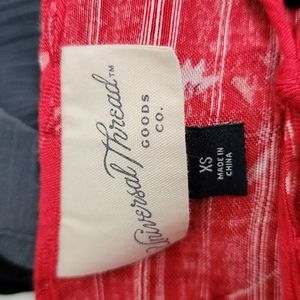 Universal Thread™
GOODS
CO.
XS
MADE IN
CHINA